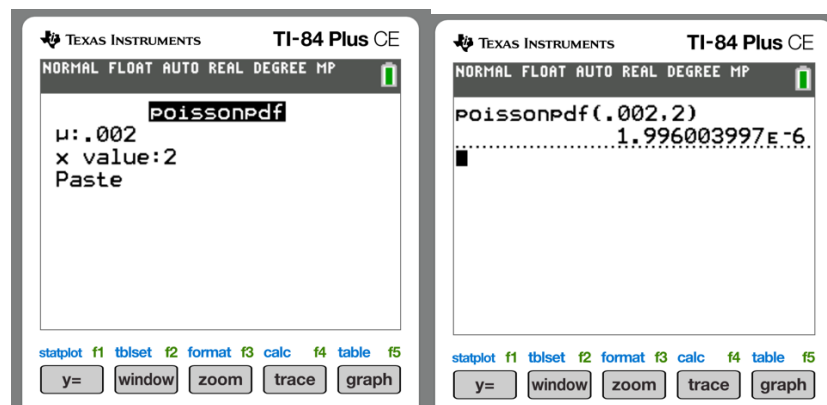 TEXAS INSTRUMENTS TI-84 Plus CE
NORMAL FLOAT AUTO REAL DEGREE MP
poissonpdf
μ:.002
x value:2
Paste
statplot f1 tblset f2 format f3 calc f4 table f5
y= window zoom trace graph
TEXAS INSTRUMENTS TI-84 Plus CE
NORMAL FLOAT AUTO REAL DEGREE MP
poissonpdf(.002,2)
1.996003997ᴇ-6
statplot f1 tblset f2 format f3 calc f4 table f5
y= window zoom trace graph